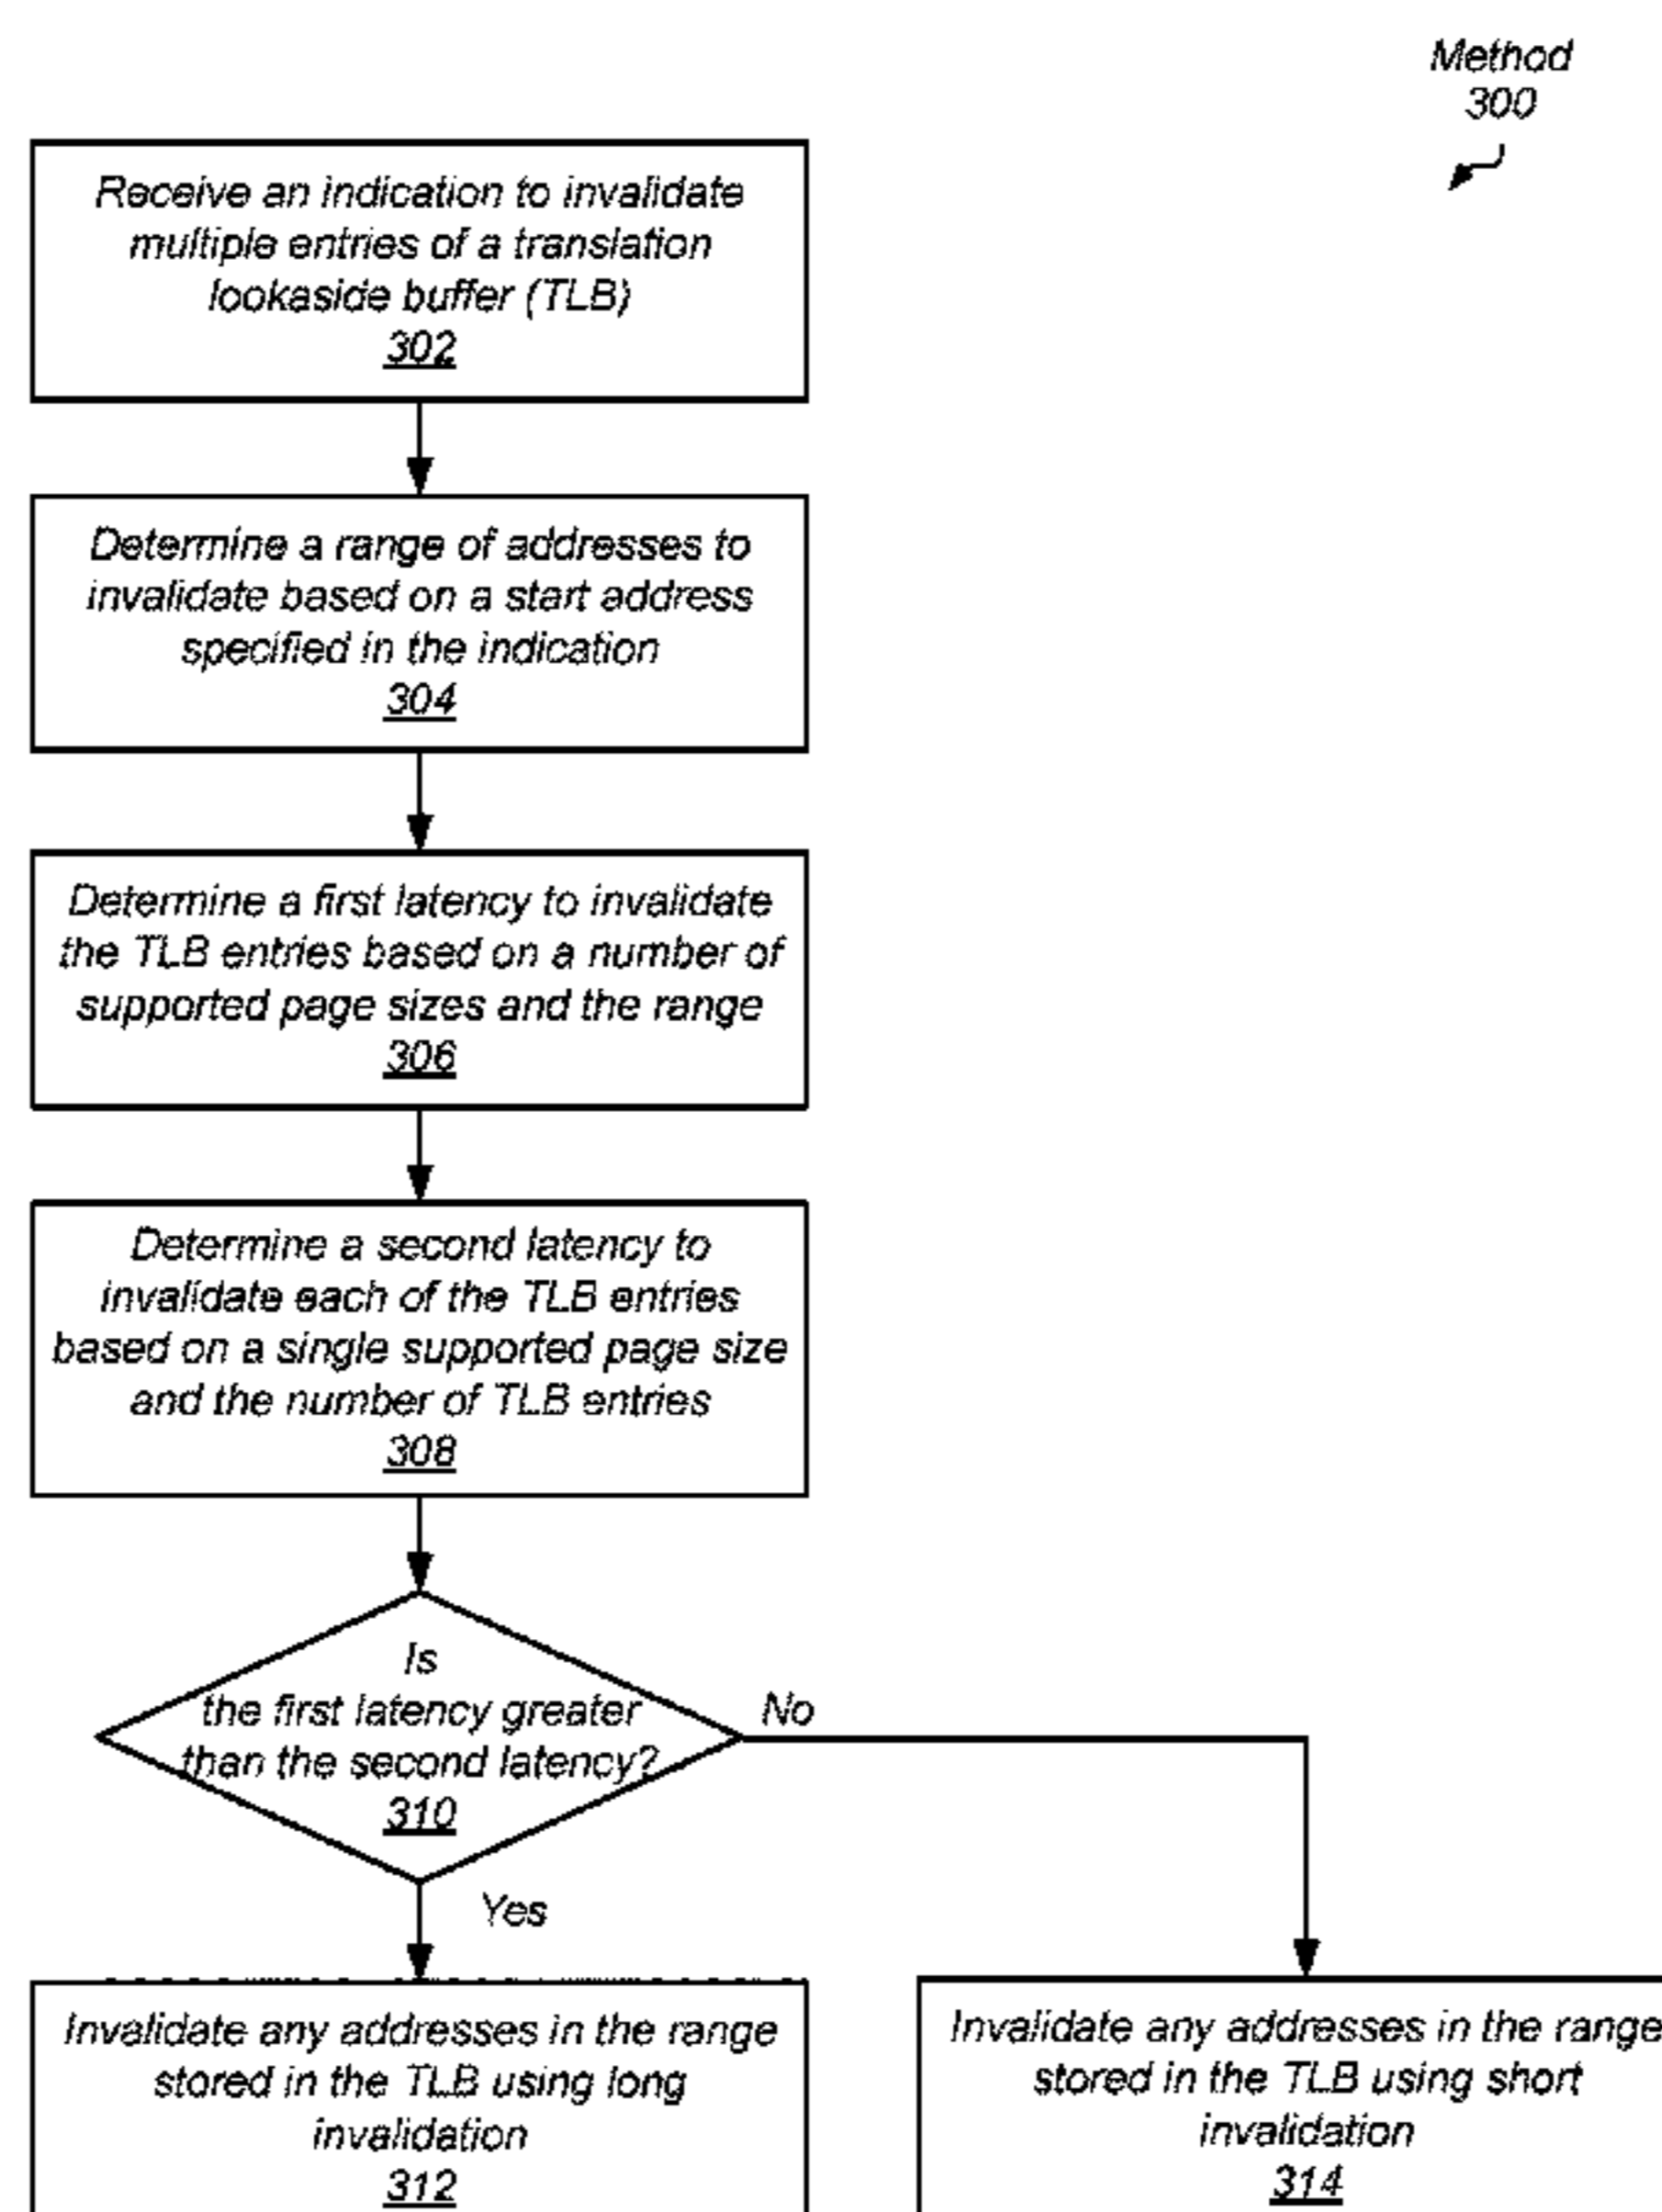 Method
300
Receive an indication to invalidate
multiple entries of a translation
lookaside buffer (TLB)
302
Determine a range of addresses to
invalidate based on a start address
specified in the indication
304
Determine a first latency to invalidate
the TLB entries based on a number of
supported page sizes and the range
306
Determine a second latency to
invalidate each of the TLB entries
based on a single supported page size
and the number of TLB entries
308
Is
the first latency greater
than the second latency?
310
No
Yes
Invalidate any addresses in the range
stored in the TLB using long
invalidation
312
Invalidate any addresses in the range
stored in the TLB using short
invalidation
314